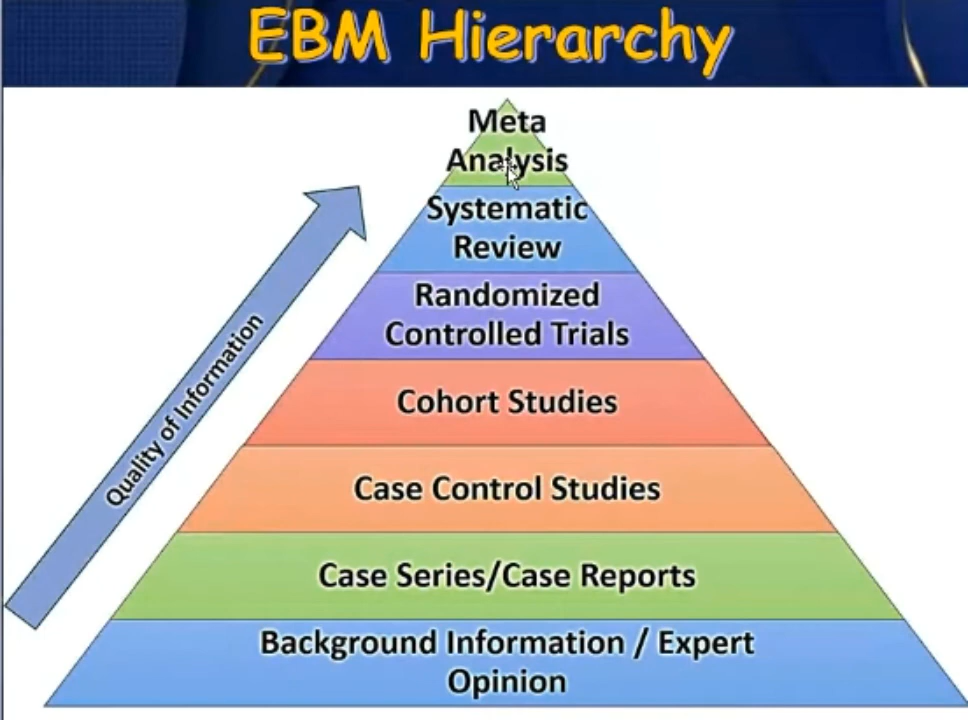 EBM Hierarchy
Meta
Analysis
Systematic
Review
Randomized
Controlled Trials
Cohort Studies
Case Control Studies
Case Series/Case Reports
Background Information / Expert
Opinion
Quality of Information